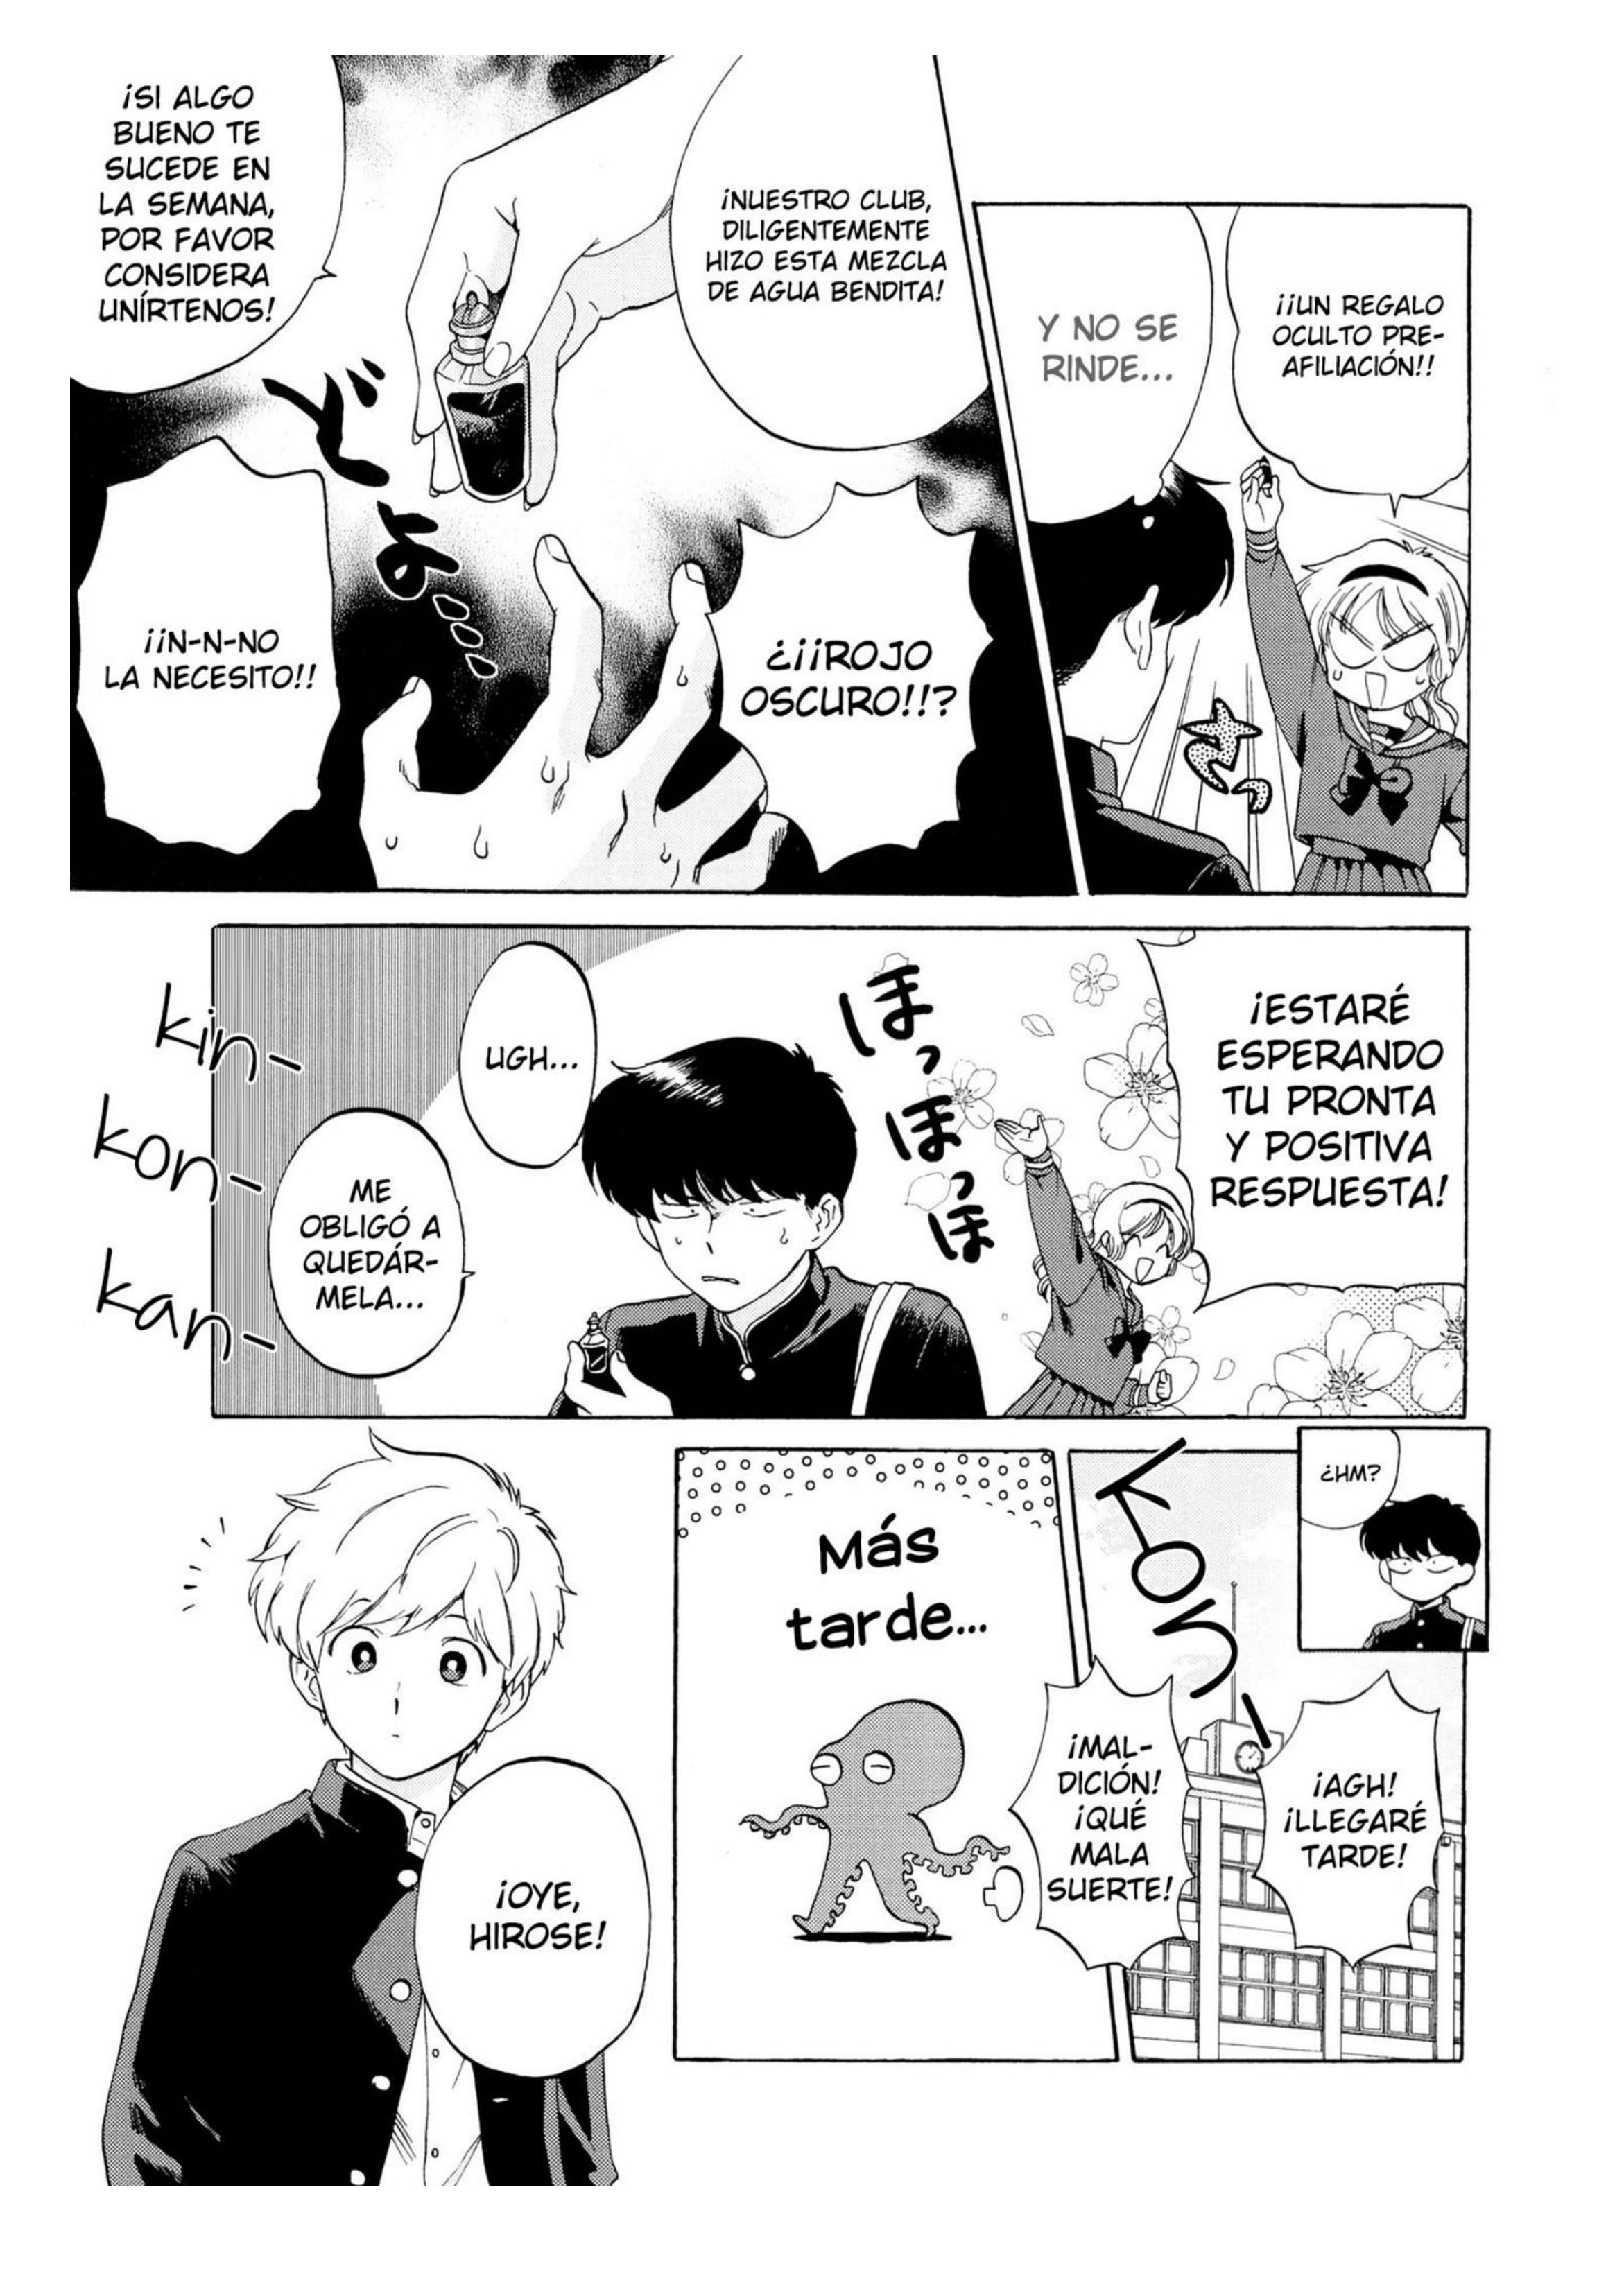 ¡¡UN REGALO
OCULTO PRE-
AFILIACIÓN!!
Y NO SE
RINDE...
さっ
¡NUESTRO CLUB,
DILIGENTEMENTE
HIZO ESTA MEZCLA
DE AGUA BENDITA!
¡SI ALGO
BUENO TE
SUCEDE EN
LA SEMANA,
POR FAVOR
CONSIDERA
UNÍRTENOS!
どよ
¿¡¡ROJO
OSCURO!!?
¡¡N-N-NO
LA NECESITO!!
¡ESTARÉ
ESPERANDO
TU PRONTA
Y POSITIVA
RESPUESTA!
ほっ
ほっ
ほ
UGH...
ME
OBLIGÓ A
QUEDÁR-
MELA...
kin-
kon-
kan-
¿HM?
Kon-
¡AGH!
¡LLEGARÉ
TARDE!
¡MAL-
DICIÓN!
¡QUÉ
MALA
SUERTE!
Más
tarde...
¡OYE,
HIROSE!